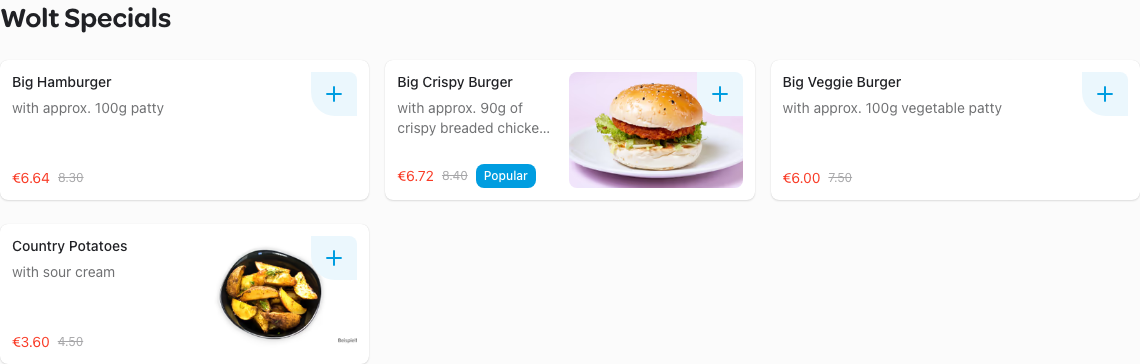 Wolt Specials
Big Hamburger
with approx. 100g patty
€6.64 8.30
Big Crispy Burger
with approx. 90g of
crispy breaded chicke...
€6.72 8.40 Popular
Big Veggie Burger
with approx. 100g vegetable patty
€6.00 7.50
Country Potatoes
with sour cream
€3.60 4.50
Beispiel!